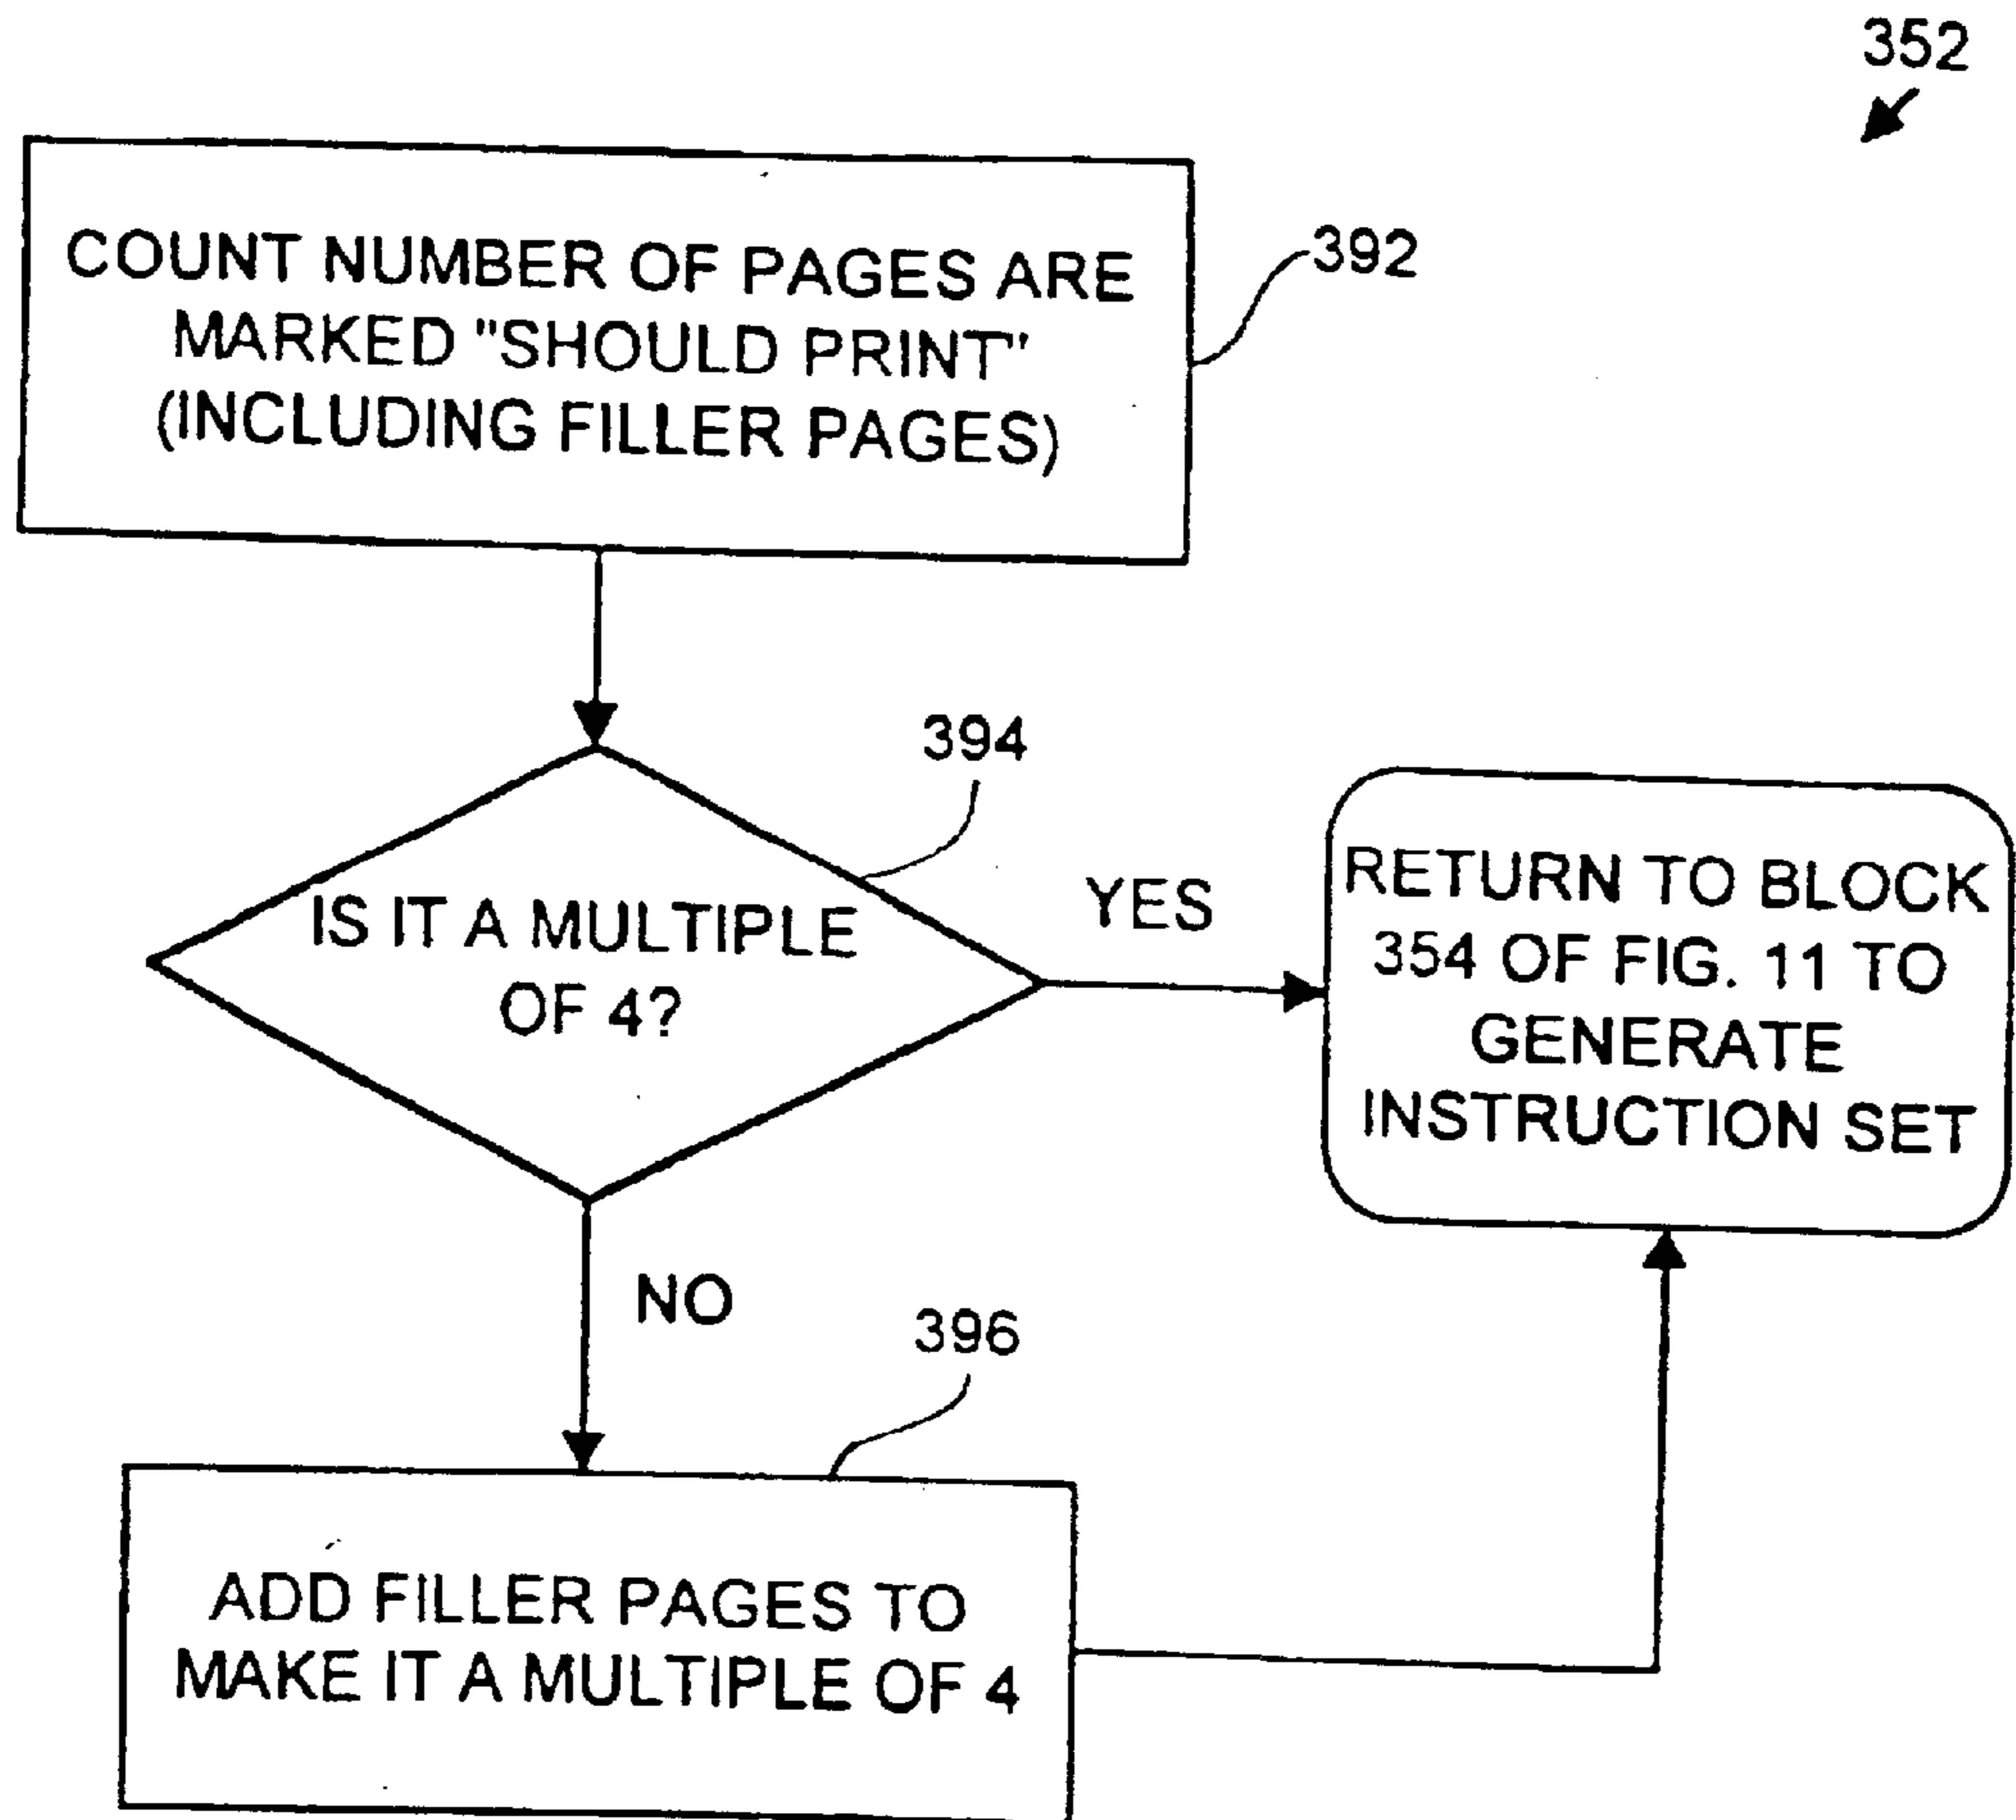 352
COUNT NUMBER OF PAGES ARE
MARKED "SHOULD PRINT"
(INCLUDING FILLER PAGES)
392
394
IS IT A MULTIPLE
OF 4?
YES
RETURN TO BLOCK
354 OF FIG. 11 TO
GENERATE
INSTRUCTION SET
NO
396
ADD FILLER PAGES TO
MAKE IT A MULTIPLE OF 4